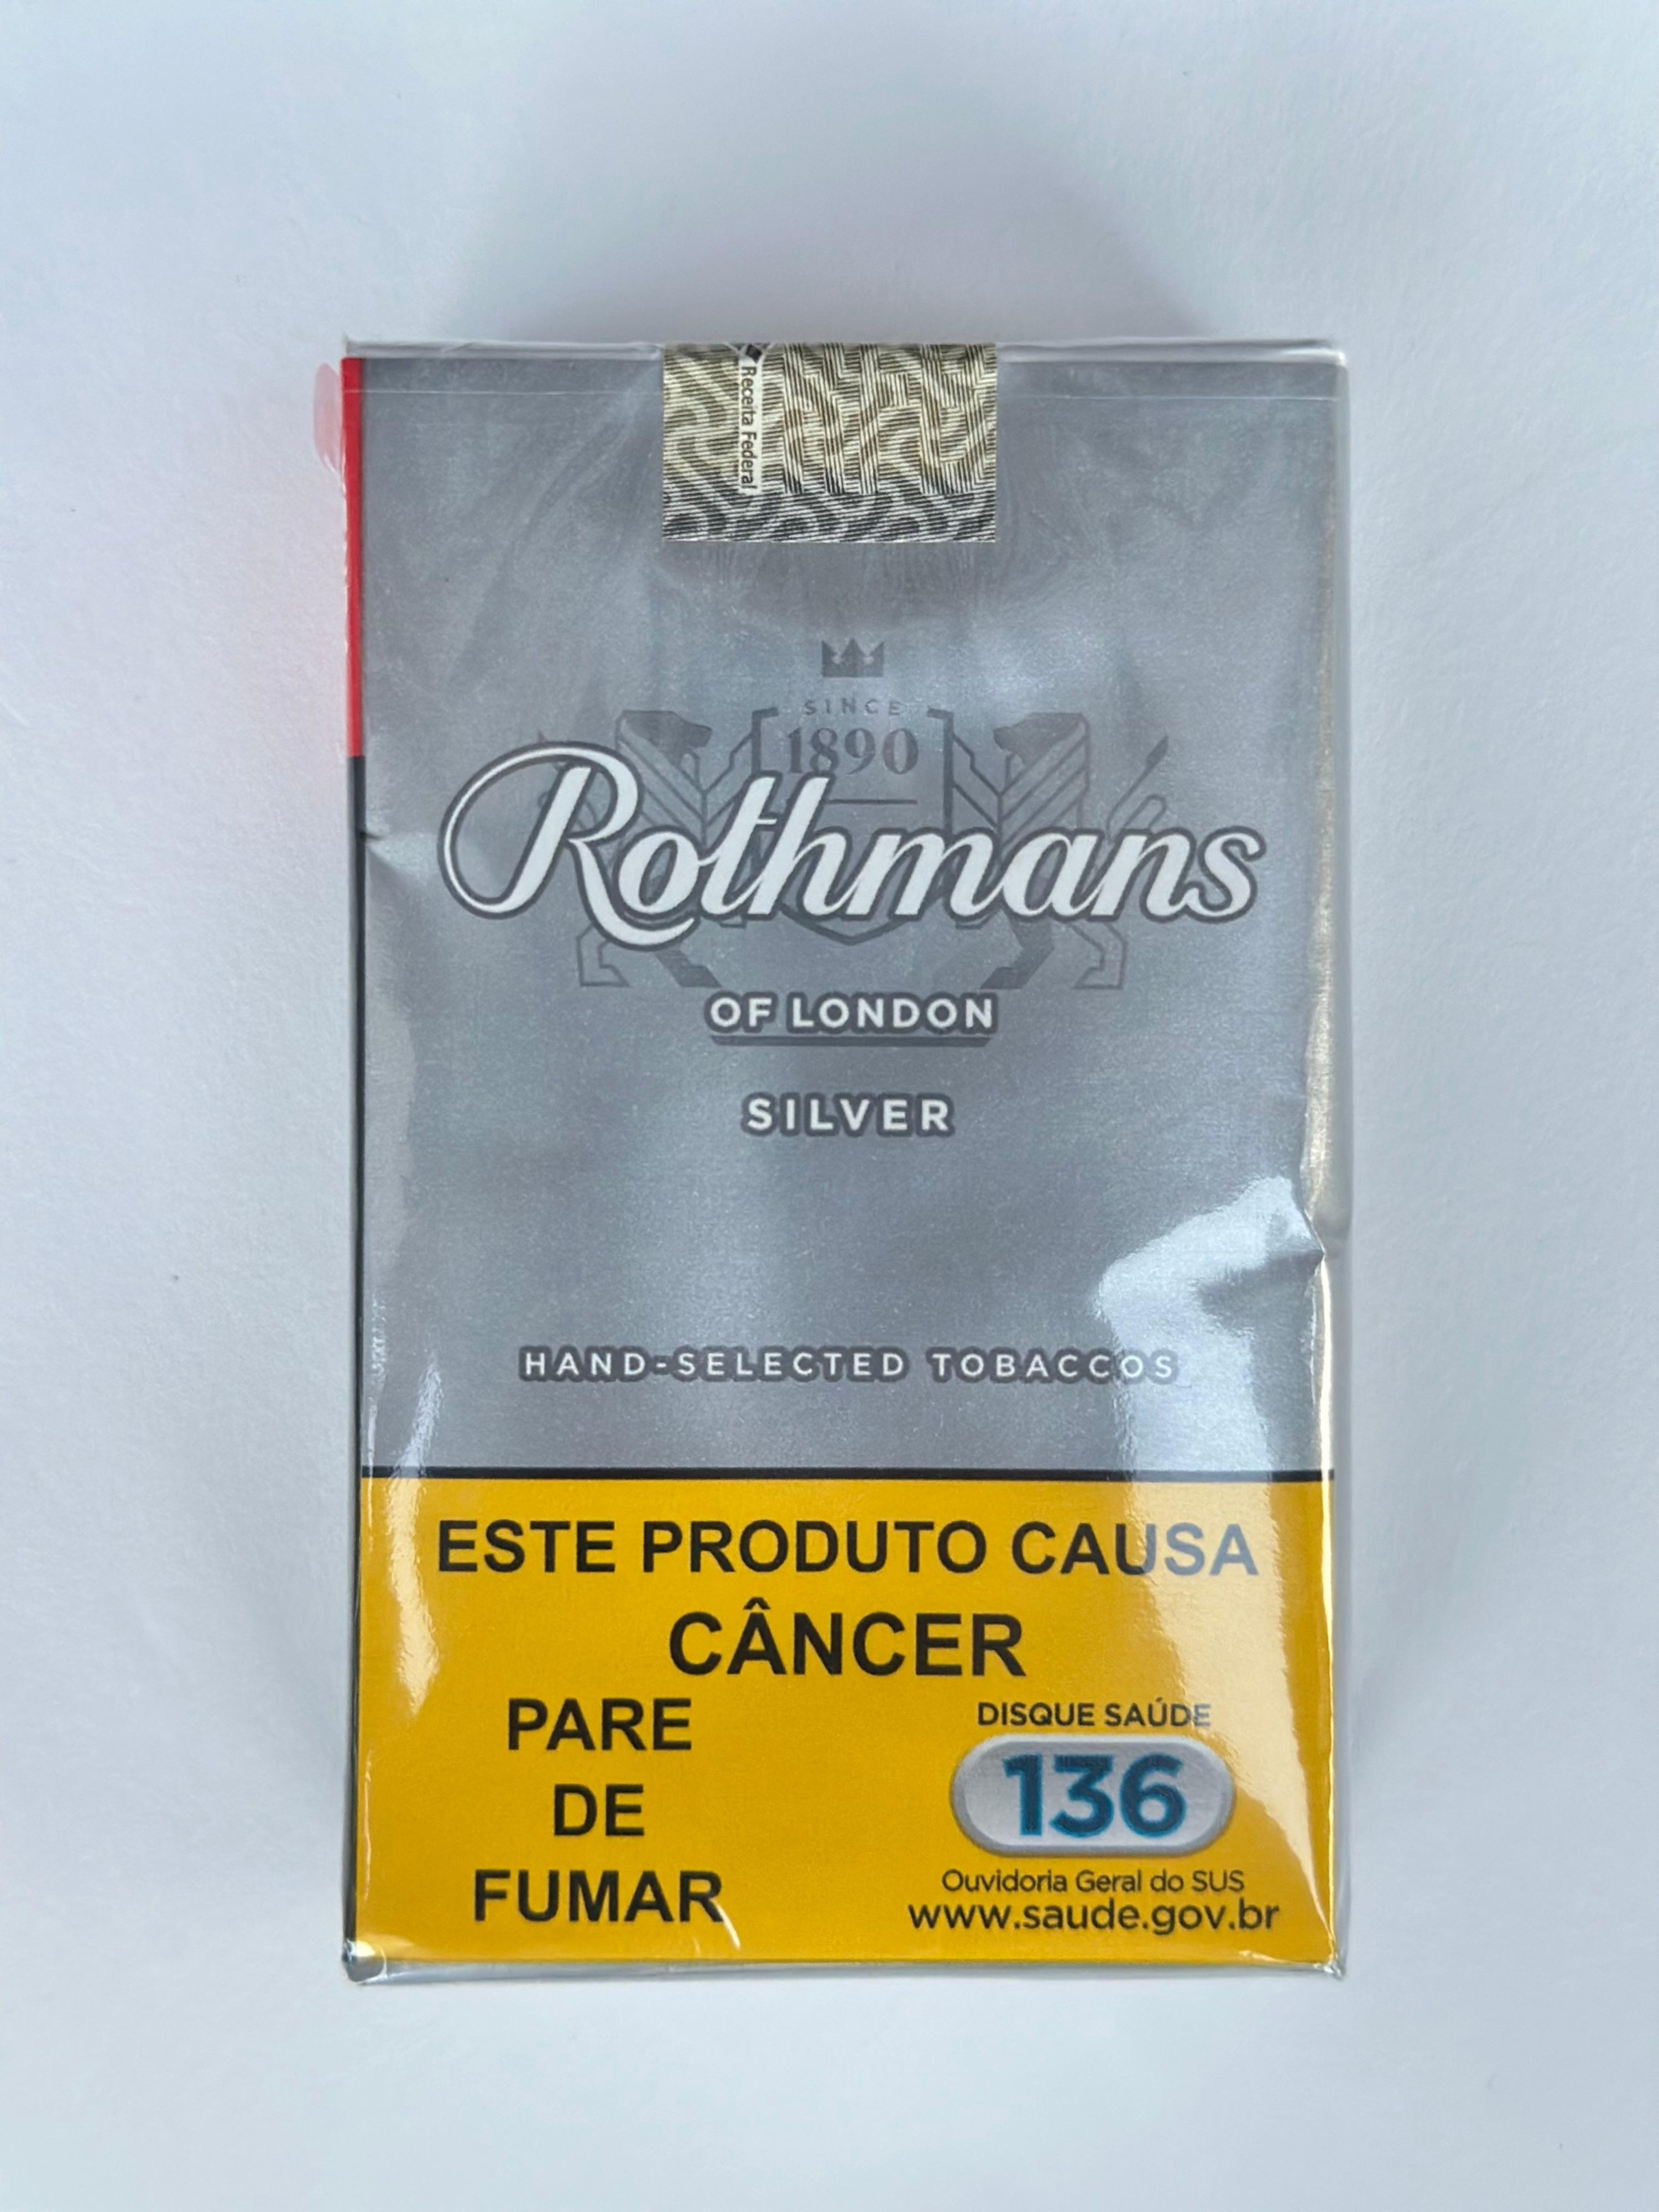 Receita Federal
SINCE
1890
Rothmans
OF LONDON
SILVER
HAND-SELECTED TOBACCOS
ESTE PRODUTO CAUSA
CÂNCER
PARE
DE
FUMAR
DISQUE SAÚDE
136
Ouvidoria Geral do SUS
www.saude.gov.br